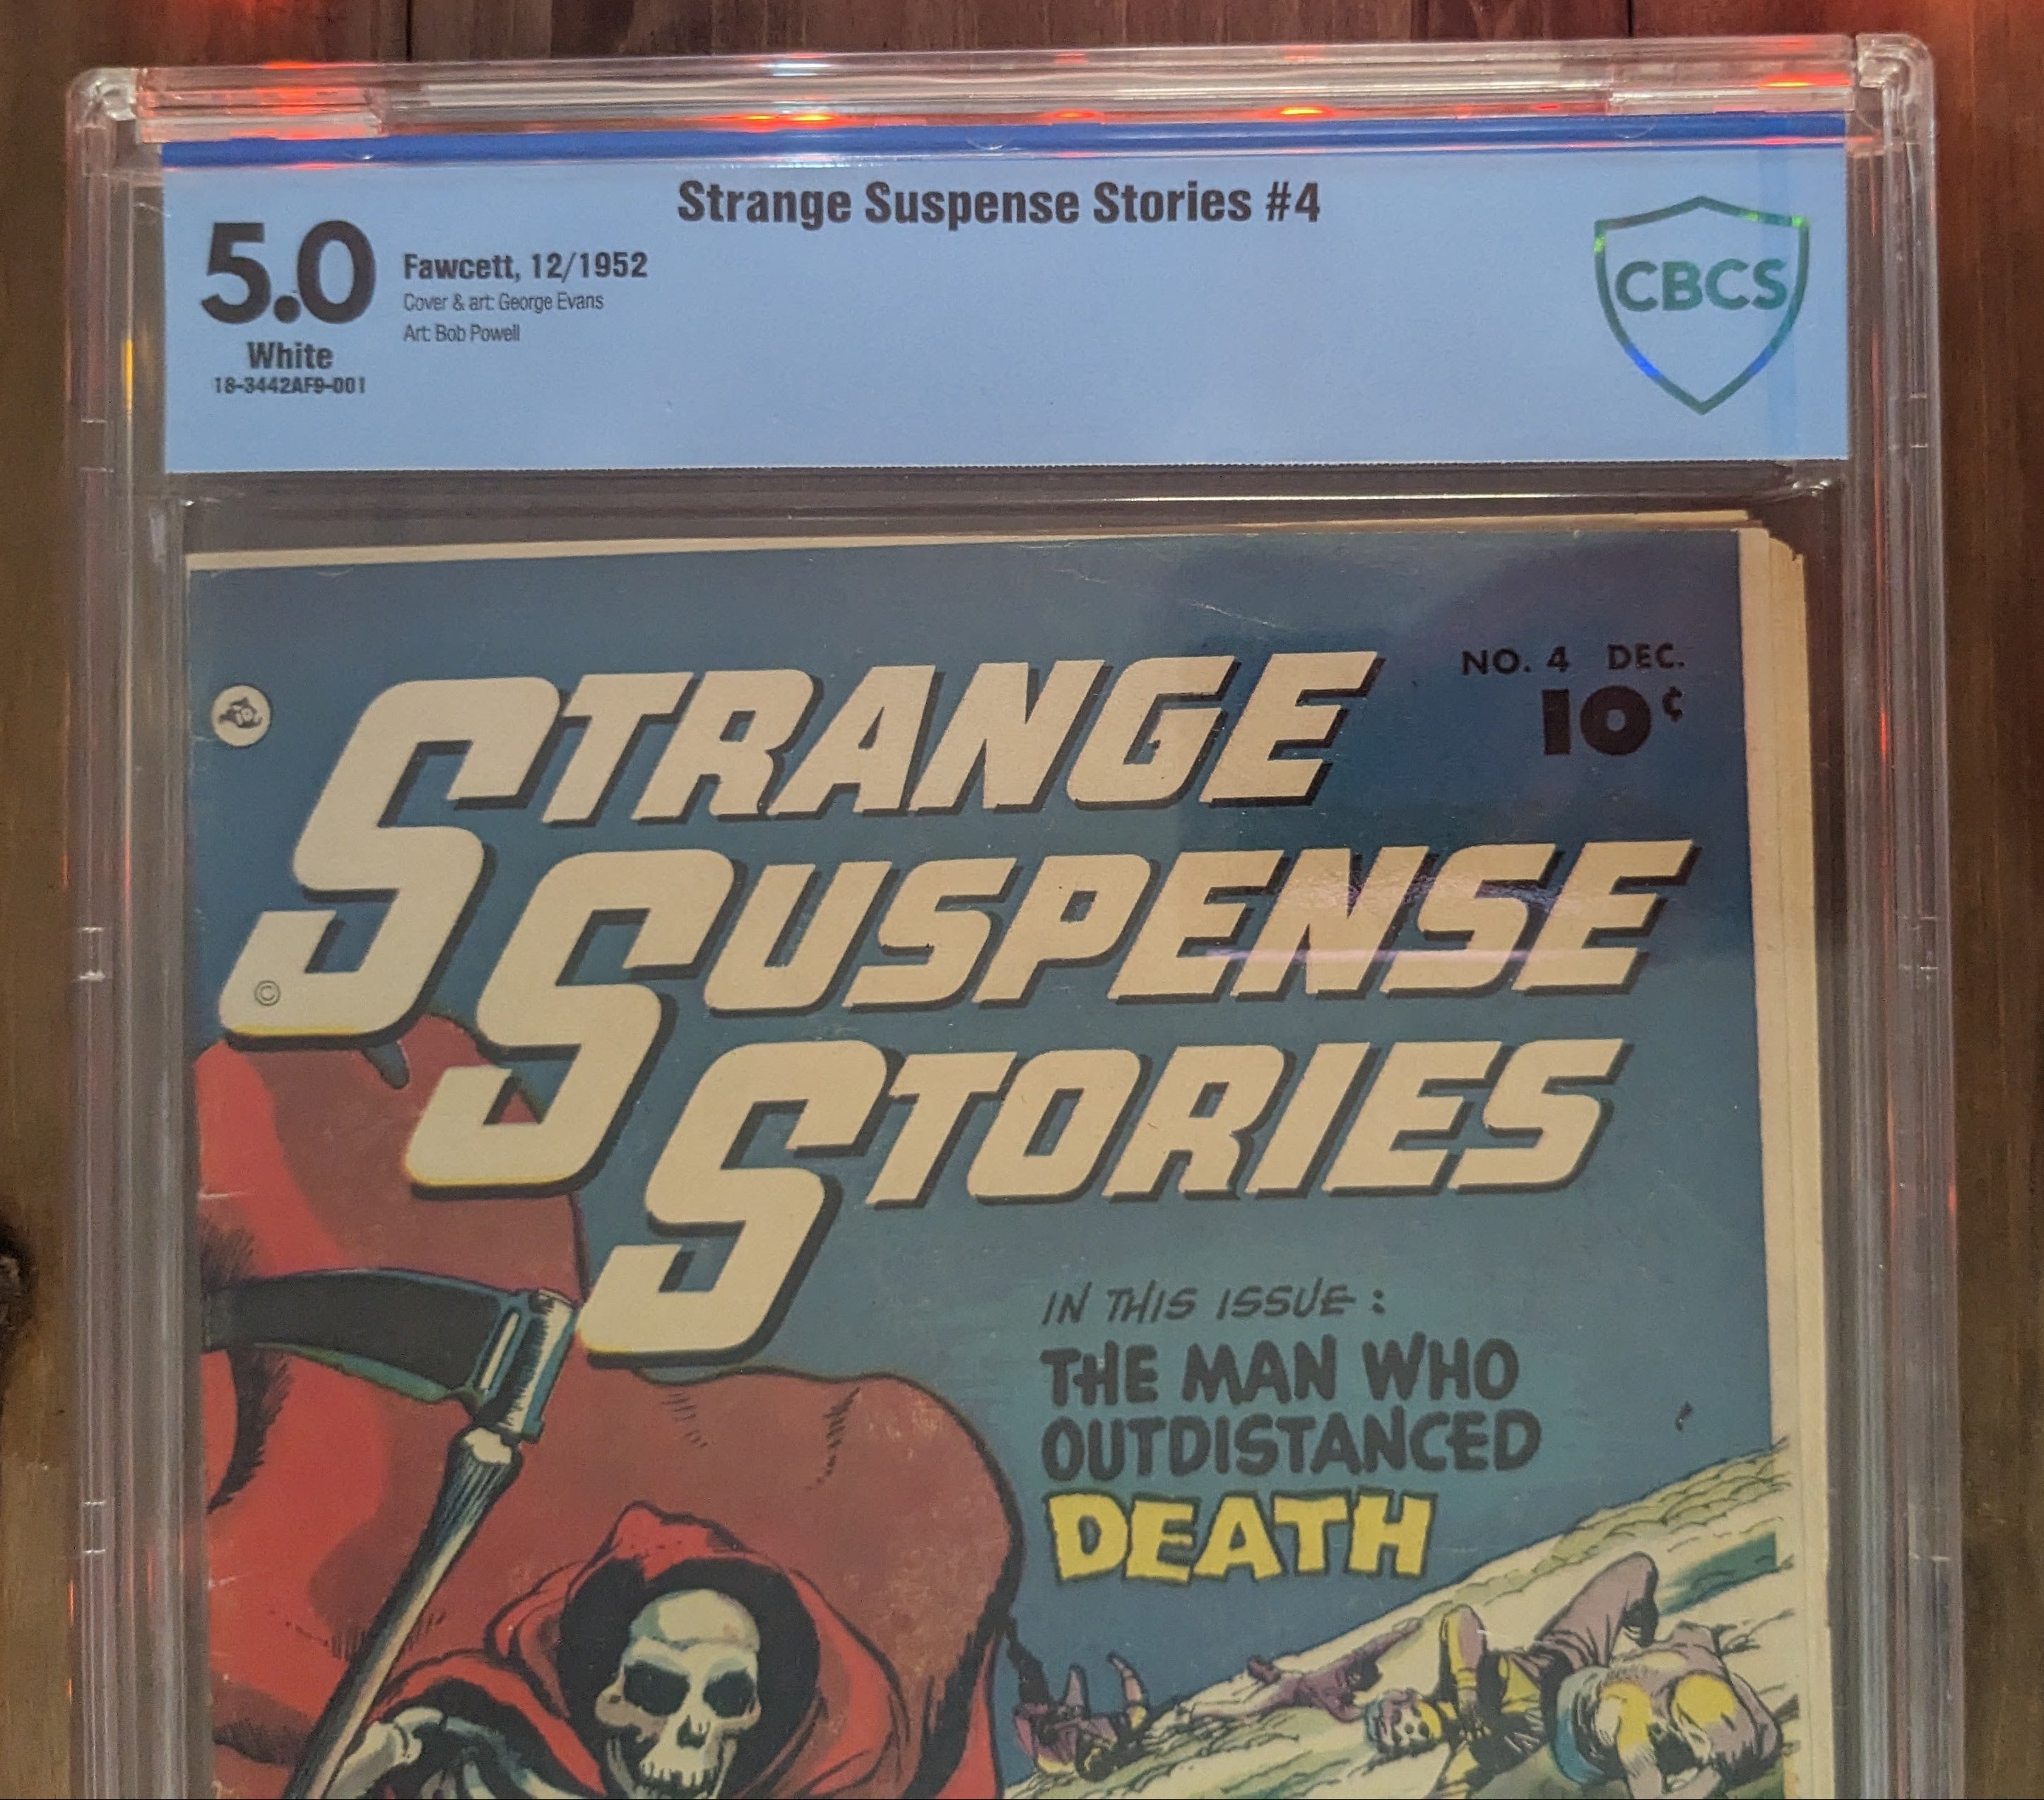 Strange Suspense Stories #4
5.0
Fawcett, 12/1952
Cover & art: George Evans
Art: Bob Powell
White
18-3442AF9-001
CBCS
NO. 4 DEC.
10¢
STRANGE
SUSPENSE
STORIES
©
IN THIS ISSUE:
THE MAN WHO
OUTDISTANCED
DEATH